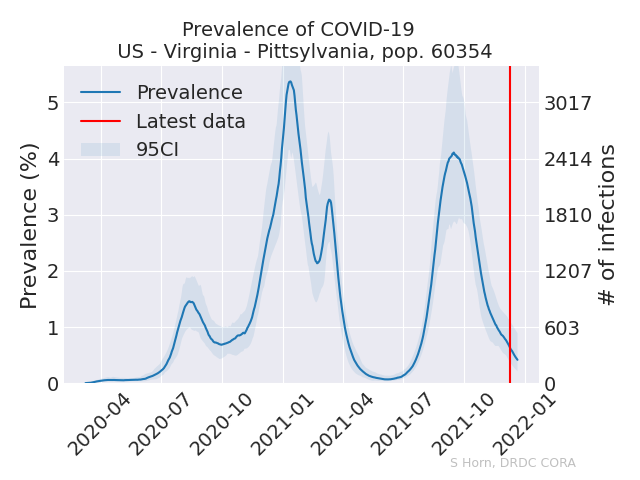 Prevalence of COVID-19
US - Virginia - Pittsylvania, pop. 60354
Prevalence
Latest data
95CI
Prevalence (%)
5
4
3
2
1
0
3017
2414
1810
1207
603
0
# of infections
2020-04
2020-07
2020-10
2021-01
2021-04
2021-07
2021-10
2022-01
S Horn, DRDC CORA